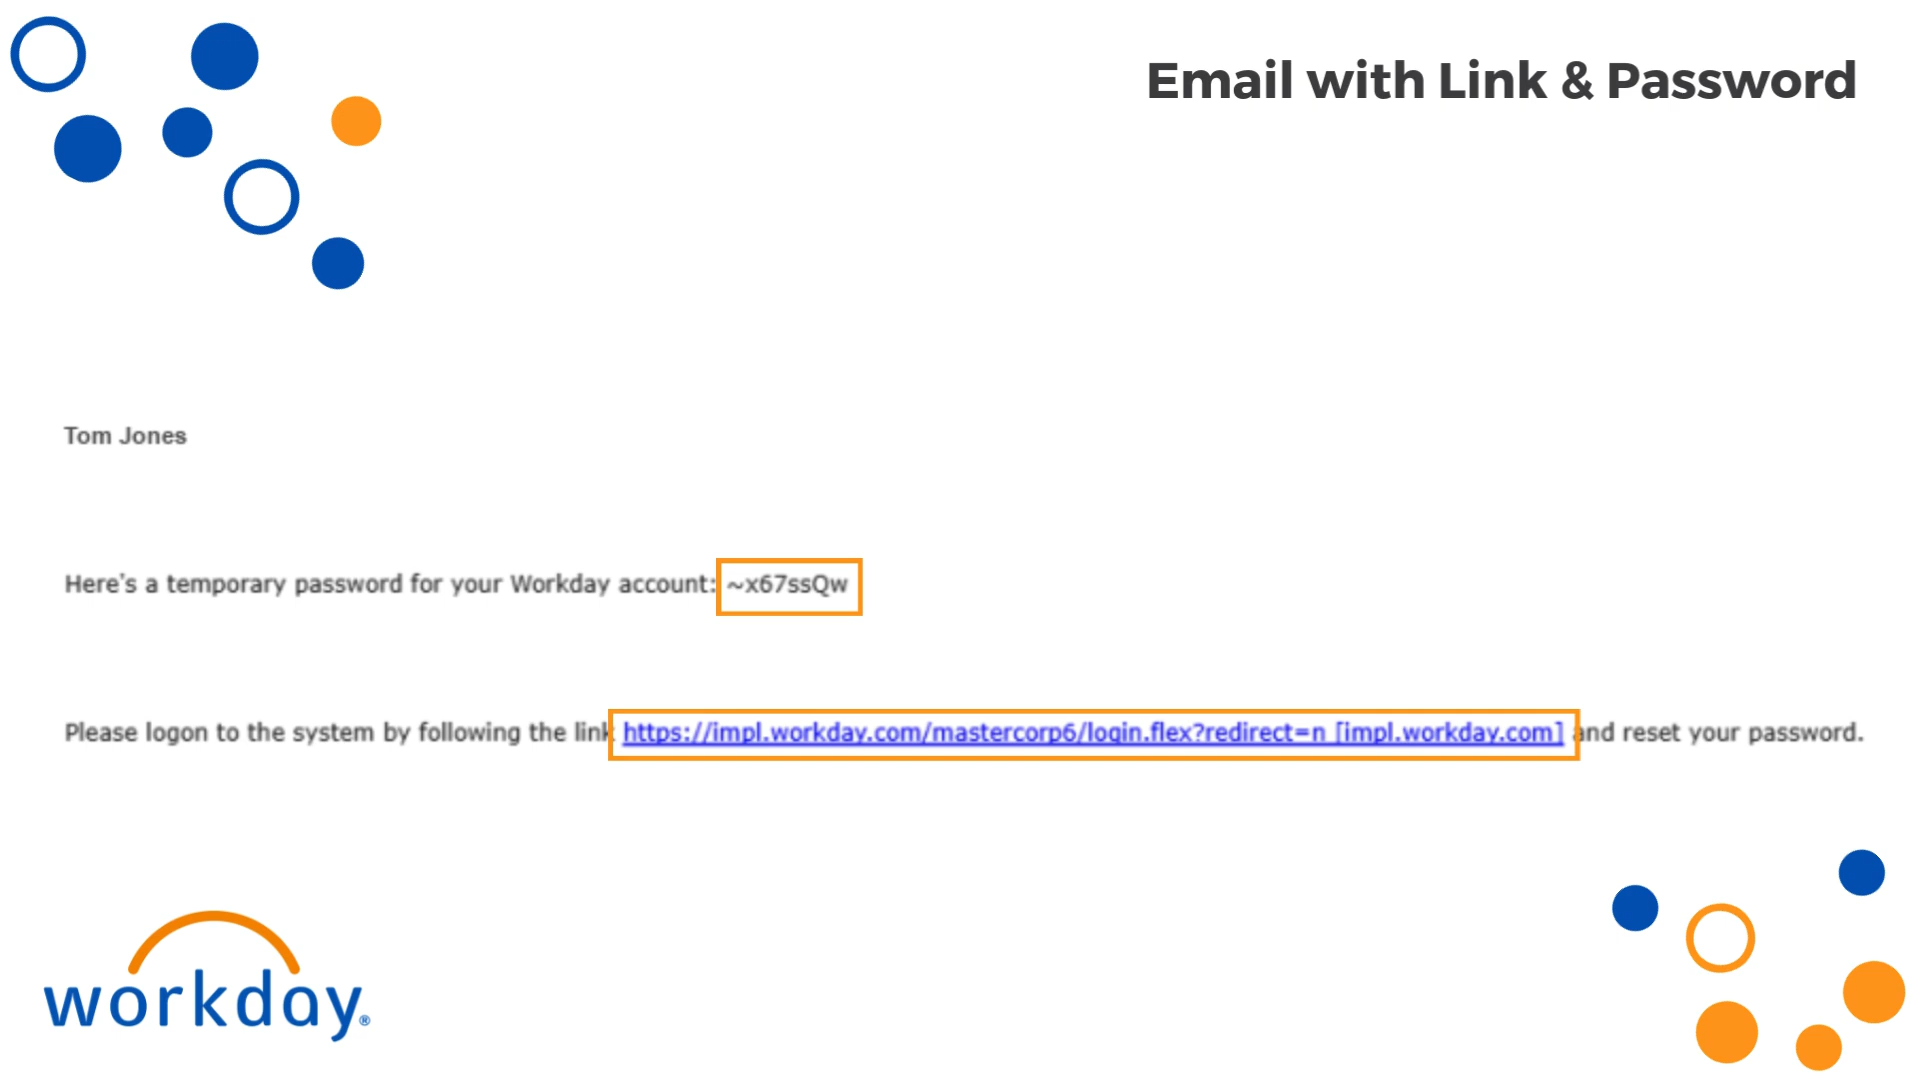 Email with Link & Password
Tom Jones
Here's a temporary password for your Workday account: ~x67ssQw
Please logon to the system by following the link https://impl.workday.com/mastercorp6/login.flex?redirect=n [impl.workday.com] and reset your password.
workday®